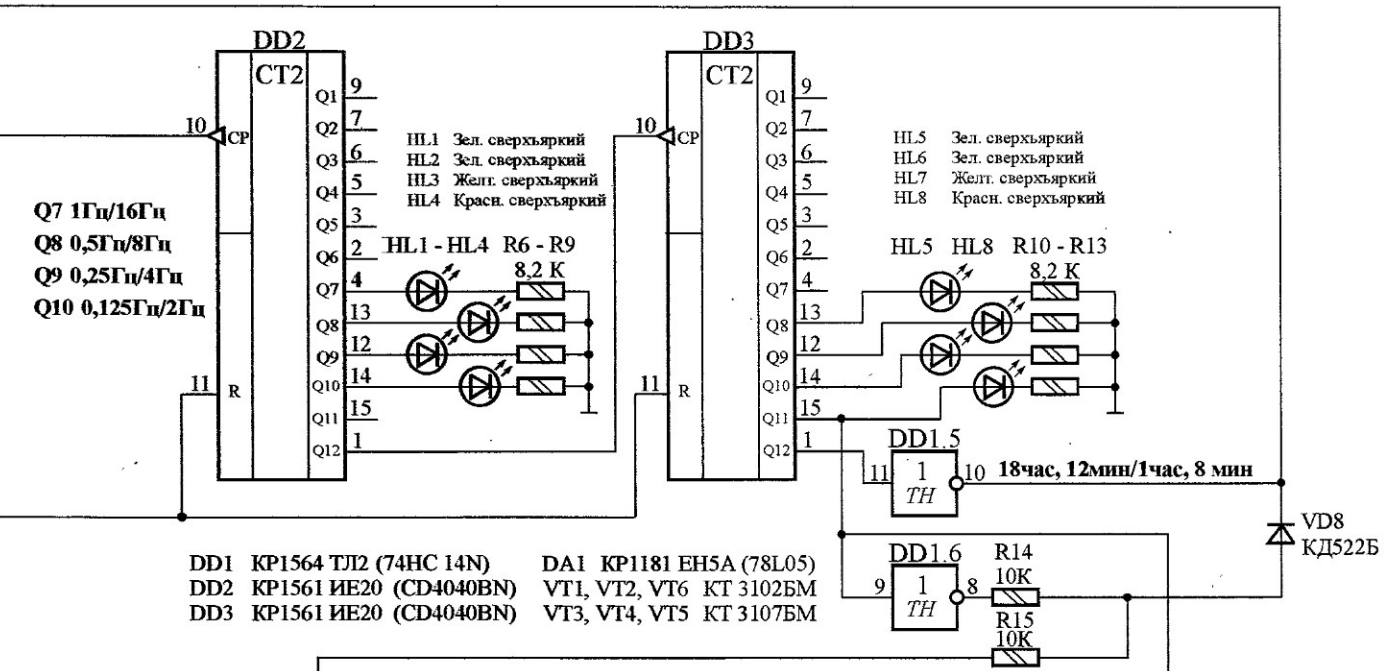 DD2
CT2
CP
R
10
11
Q1 9
Q2 7
Q3 6
Q4 5
Q5 3
Q6 2
Q7 4
Q8 13
Q9 12
Q10 14
Q11 15
Q12 1
Q7 1Гц/16Гц
Q8 0,5Гц/8Гц
Q9 0,25Гц/4Гц
Q10 0,125Гц/2Гц
HL1 Зел. сверхъяркий
HL2 Зел. сверхъяркий
HL3 Желт. сверхъяркий
HL4 Красн. сверхъяркий
HL1 - HL4 R6 - R9
8,2 К
DD3
CT2
CP
R
10
11
Q1 9
Q2 7
Q3 6
Q4 5
Q5 3
Q6 2
Q7 4
Q8 13
Q9 12
Q10 14
Q11 15
Q12 1
HL5 Зел. сверхъяркий
HL6 Зел. сверхъяркий
HL7 Желт. сверхъяркий
HL8 Красн. сверхъяркий
HL5 HL8 R10 - R13
8,2 К
DD1.5
11 1 10
TH
18час, 12мин/1час, 8 мин
VD8
КД522Б
DD1.6
9 1 8
TH
R14
10К
R15
10К
DD1 КР1564 ТЛ2 (74НС 14N) DA1 КР1181 ЕН5А (78L05)
DD2 КР1561 ИЕ20 (CD4040BN) VT1, VT2, VT6 КТ 3102БМ
DD3 КР1561 ИЕ20 (CD4040BN) VT3, VT4, VT5 КТ 3107БМ